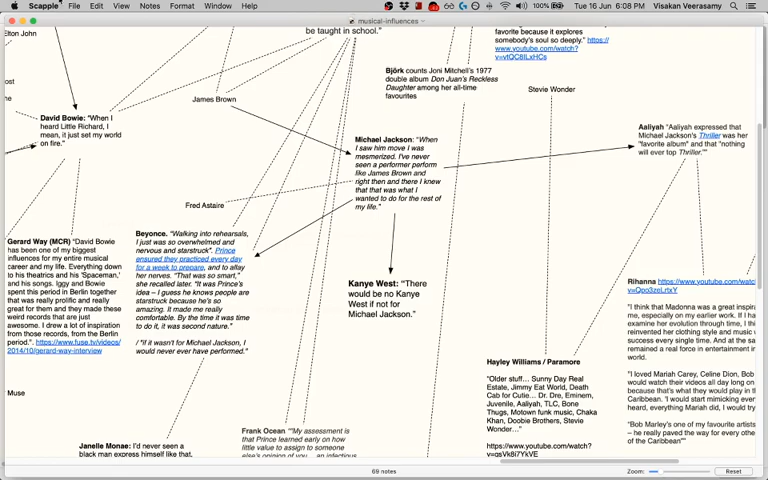 Scapple File Edit View Notes Format Window Help 100% Tue 16 Jun 6:08 PM Visakan Veerasamy
musical-influences
Elton John
be taught in school."
favorite because it explores
somebody's soul so deeply." https://
www.youtube.com/watch?
v=vtQBILxHCs
Björk counts Joni Mitchell's 1977
double album Don Juan's Reckless
Daughter among her all-time
favourites
ost
ne
James Brown
Stevie Wonder
David Bowie: "When I
heard Little Richard, I
mean, it just set my world
on fire."
Michael Jackson: "When
I saw him move I was
mesmerized. I've never
seen a performer perform
like James Brown and
right then and there I knew
that that was what I
wanted to do for the rest of
my life."
Aaliyah "Aaliyah expressed that
Michael Jackson's Thriller was her
"favorite album" and that "nothing
will ever top Thriller.""
Fred Astaire
Gerard Way (MCR) "David Bowie
has been one of my biggest
influences for my entire musical
career and my life. Everything down
to his theatrics and his 'Spaceman,'
and his songs. Iggy and Bowie
spent this period in Berlin together
that was really prolific and really
great for them and they made these
weird records that are just
awesome. I drew a lot of inspiration
from those records, from the Berlin
period.". https://www.fuse.tv/videos/
2014/10/gerard-way-interview
Beyonce. "Walking into rehearsals,
I just was so overwhelmed and
nervous and starstruck". Prince
ensured they practiced every day
for a week to prepare, and to allay
her nerves. "That was so smart,"
she recalled later. "It was Prince's
idea – I guess he knows people are
starstruck because he's so
amazing. It made me really
comfortable. By the time it was time
to do it, it was second nature."
/ "if it wasn't for Michael Jackson, I
would never ever have performed."
Kanye West: "There
would be no Kanye
West if not for
Michael Jackson."
Rihanna https://www.youtube.com/watc
"I think that Madonna was a great inspira
me, especially on my earlier work. If I ha
examine her evolution through time, I thi
reinvented her clothing style and music w
success every single time. And at the sa
remained a real force in entertainment in
world.
"I loved Mariah Carey, Celine Dion, Bob
would watch their videos all day long on
because that's what they would play in th
Caribbean. 'I would start mimicking every
heard, everything Mariah did, I would try
"Bob Marley's one of my favorite artists
– he really paved the way for every othe
of the Caribbean""
Hayley Williams / Paramore
"Older stuff… Sunny Day Real
Estate, Jimmy Eat World, Death
Cab for Cutie… Dr. Dre, Eminem,
Juvenile, Aaliyah, TLC, Bone
Thugs, Motown funk music, Chaka
Khan, Doobie Brothers, Stevie
Wonder…"
https://www.youtube.com/watch?
v=qsVk8i7YkVE
Muse
Janelle Monae: I'd never seen a
black man express himself like that.
Frank Ocean ""My assessment is
that Prince learned early on how
little value to assign to someone
else's opinion of you… an infectious
69 notes
Zoom: Reset